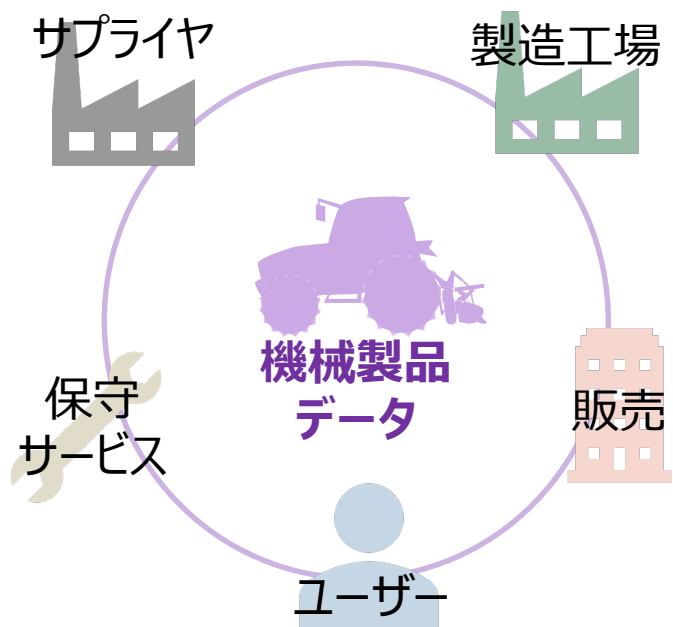 サプライヤ
製造工場
機械製品
データ
保守
サービス
販売
ユーザー